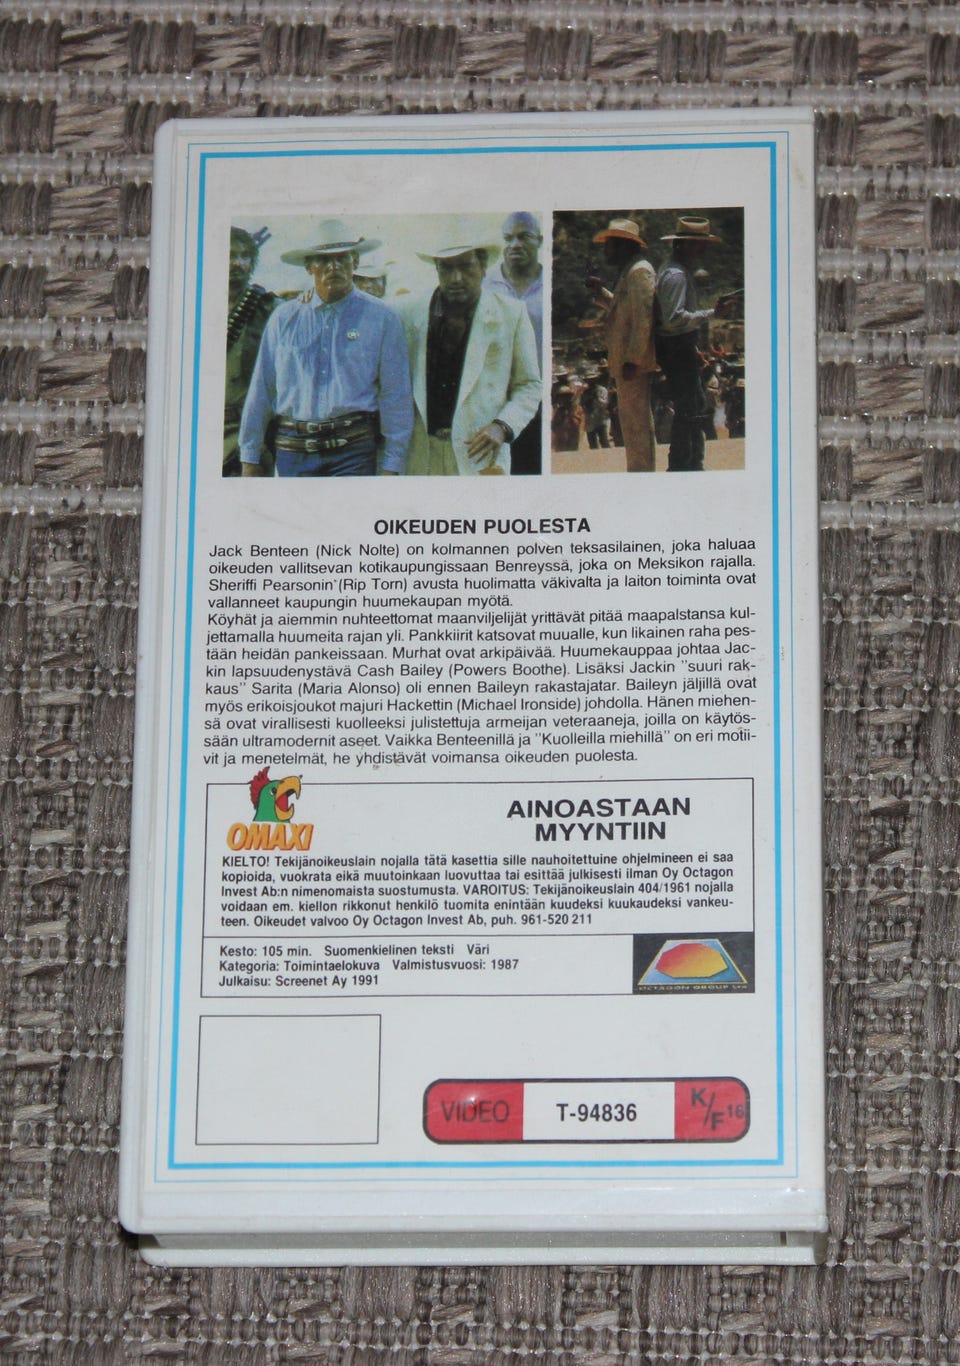 OIKEUDEN PUOLESTA
Jack Benteen (Nick Nolte) on kolmannen polven teksasilainen, joka haluaa
oikeuden vallitsevan kotikaupungissaan Benreyssä, joka on Meksikon rajalla.
Sheriffi Pearsonin (Rip Torn) avusta huolimatta väkivalta ja laiton toiminta ovat
vallanneet kaupungin huumekaupan myötä.
Köyhät ja aiemmin nuhteettomat maanviljelijät yrittävät pitää maapalstansa kul-
jettamalla huumeita rajan yli. Pankkiirit katsovat muualle, kun likainen raha pes-
tään heidän pankeissaan. Murhat ovat arkipäivää. Huumekauppaa johtaa Jac-
kin lapsuudenystävä Cash Bailey (Powers Boothe). Lisäksi Jackin "suuri rak-
kaus" Sarita (Maria Alonso) oli ennen Baileyn rakastajatar. Baileyn jäljillä ovat
myös erikoisjoukot majuri Hackettin (Michael Ironside) johdolla. Hänen miehen-
sä ovat virallisesti kuolleeksi julistettuja armeijan veteraaneja, joilla on käytös-
sään ultramodernit aseet. Vaikka Benteenillä ja "Kuolleilla miehillä" on eri motii-
vit ja menetelmät, he yhdistävät voimansa oikeuden puolesta.
OMAXI
AINOASTAAN
MYYNTIIN
KIELTO! Tekijänoikeuslain nojalla tätä kasettia sille nauhoitettuine ohjelmineen ei saa
kopioida, vuokrata eikä muutoinkaan luovuttaa tai esittää julkisesti ilman Oy Octagon
Invest Ab:n nimenomaista suostumusta. VAROITUS: Tekijänoikeuslain 404/1961 nojalla
voidaan em. kiellon rikkonut henkilö tuomita enintään kuudeksi kuukaudeksi vankeu-
teen. Oikeudet valvoo Oy Octagon Invest Ab, puh. 961-520 211
Kesto: 105 min. Suomenkielinen teksti Väri
Kategoria: Toimintaelokuva Valmistusvuosi: 1987
Julkaisu: Screenet Ay 1991
OCTAGON GROUP LTD
VIDEO T-94836 K/F 16